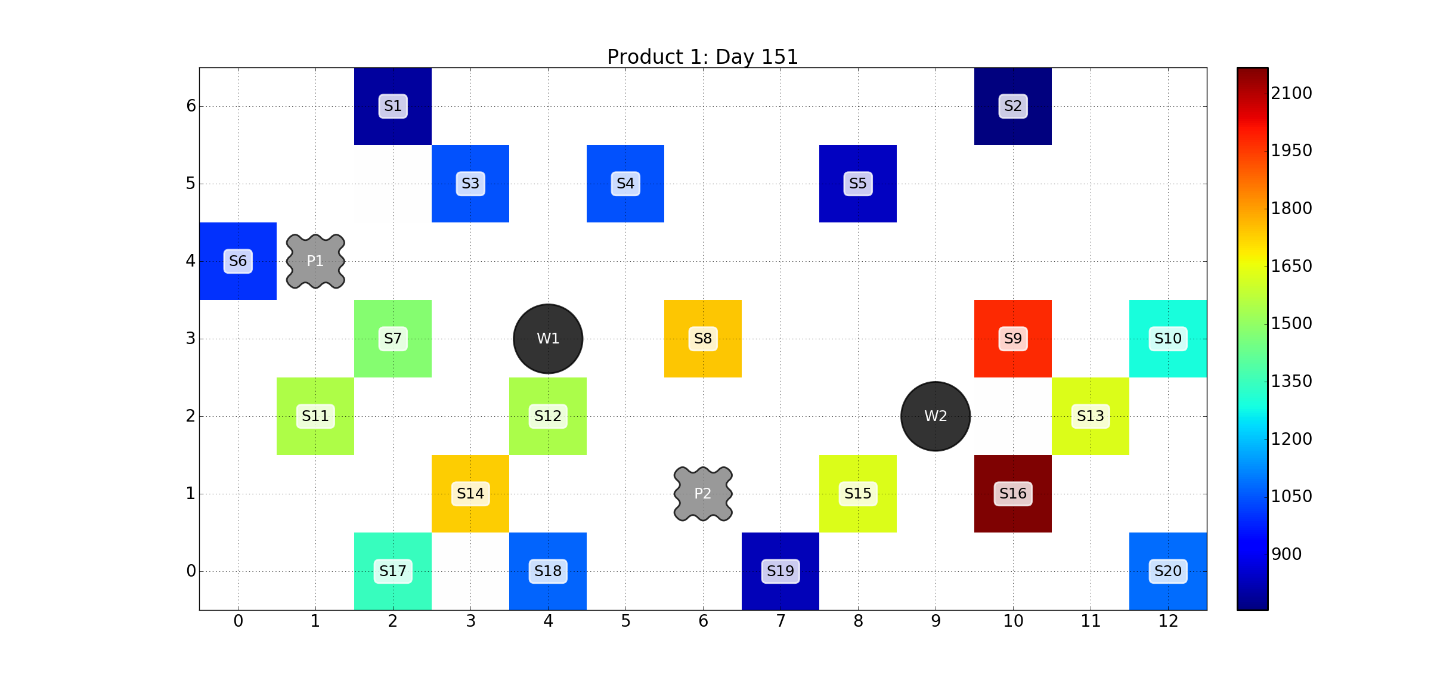 Product 1: Day 151
6
S1
S2
2100
5
S3
S4
S5
1950
1800
4
S6
P1
1650
3
S7
W1
S8
S9
S10
1500
1350
2
S11
S12
W2
S13
1200
1
S14
P2
S15
S16
1050
900
0
S17
S18
S19
S20
0 1 2 3 4 5 6 7 8 9 10 11 12